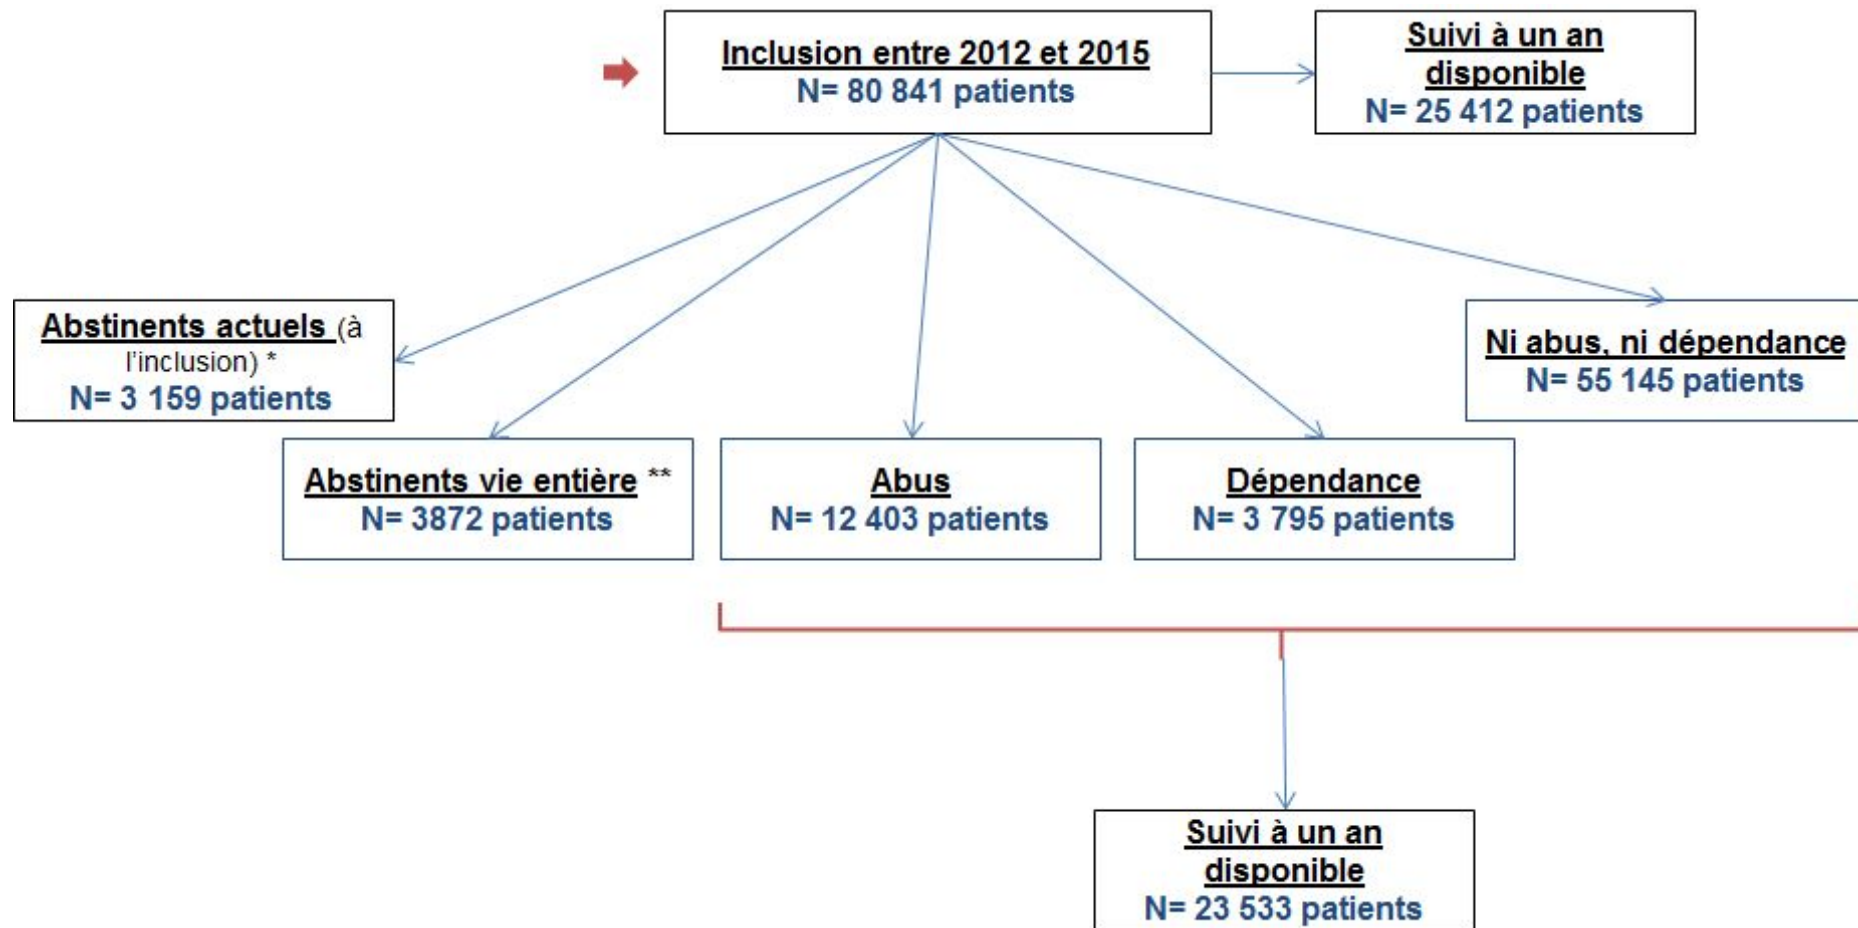 Inclusion entre 2012 et 2015
N= 80 841 patients
Suivi à un an
disponible
N= 25 412 patients
Abstinents actuels (à
l'inclusion) *
N= 3 159 patients
Ni abus, ni dépendance
N= 55 145 patients
Abstinents vie entière **
N= 3872 patients
Abus
N= 12 403 patients
Dépendance
N= 3 795 patients
Suivi à un an
disponible
N= 23 533 patients